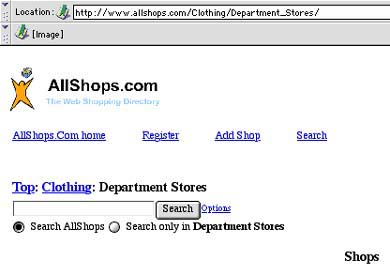 Location: http://www.allshops.com/Clothing/Department_Stores/
[Image]
AllShops.com
The Web Shopping Directory
AllShops.Com home Register Add Shop Search
Top: Clothing: Department Stores
Search Options
Search AllShops Search only in Department Stores
Shops